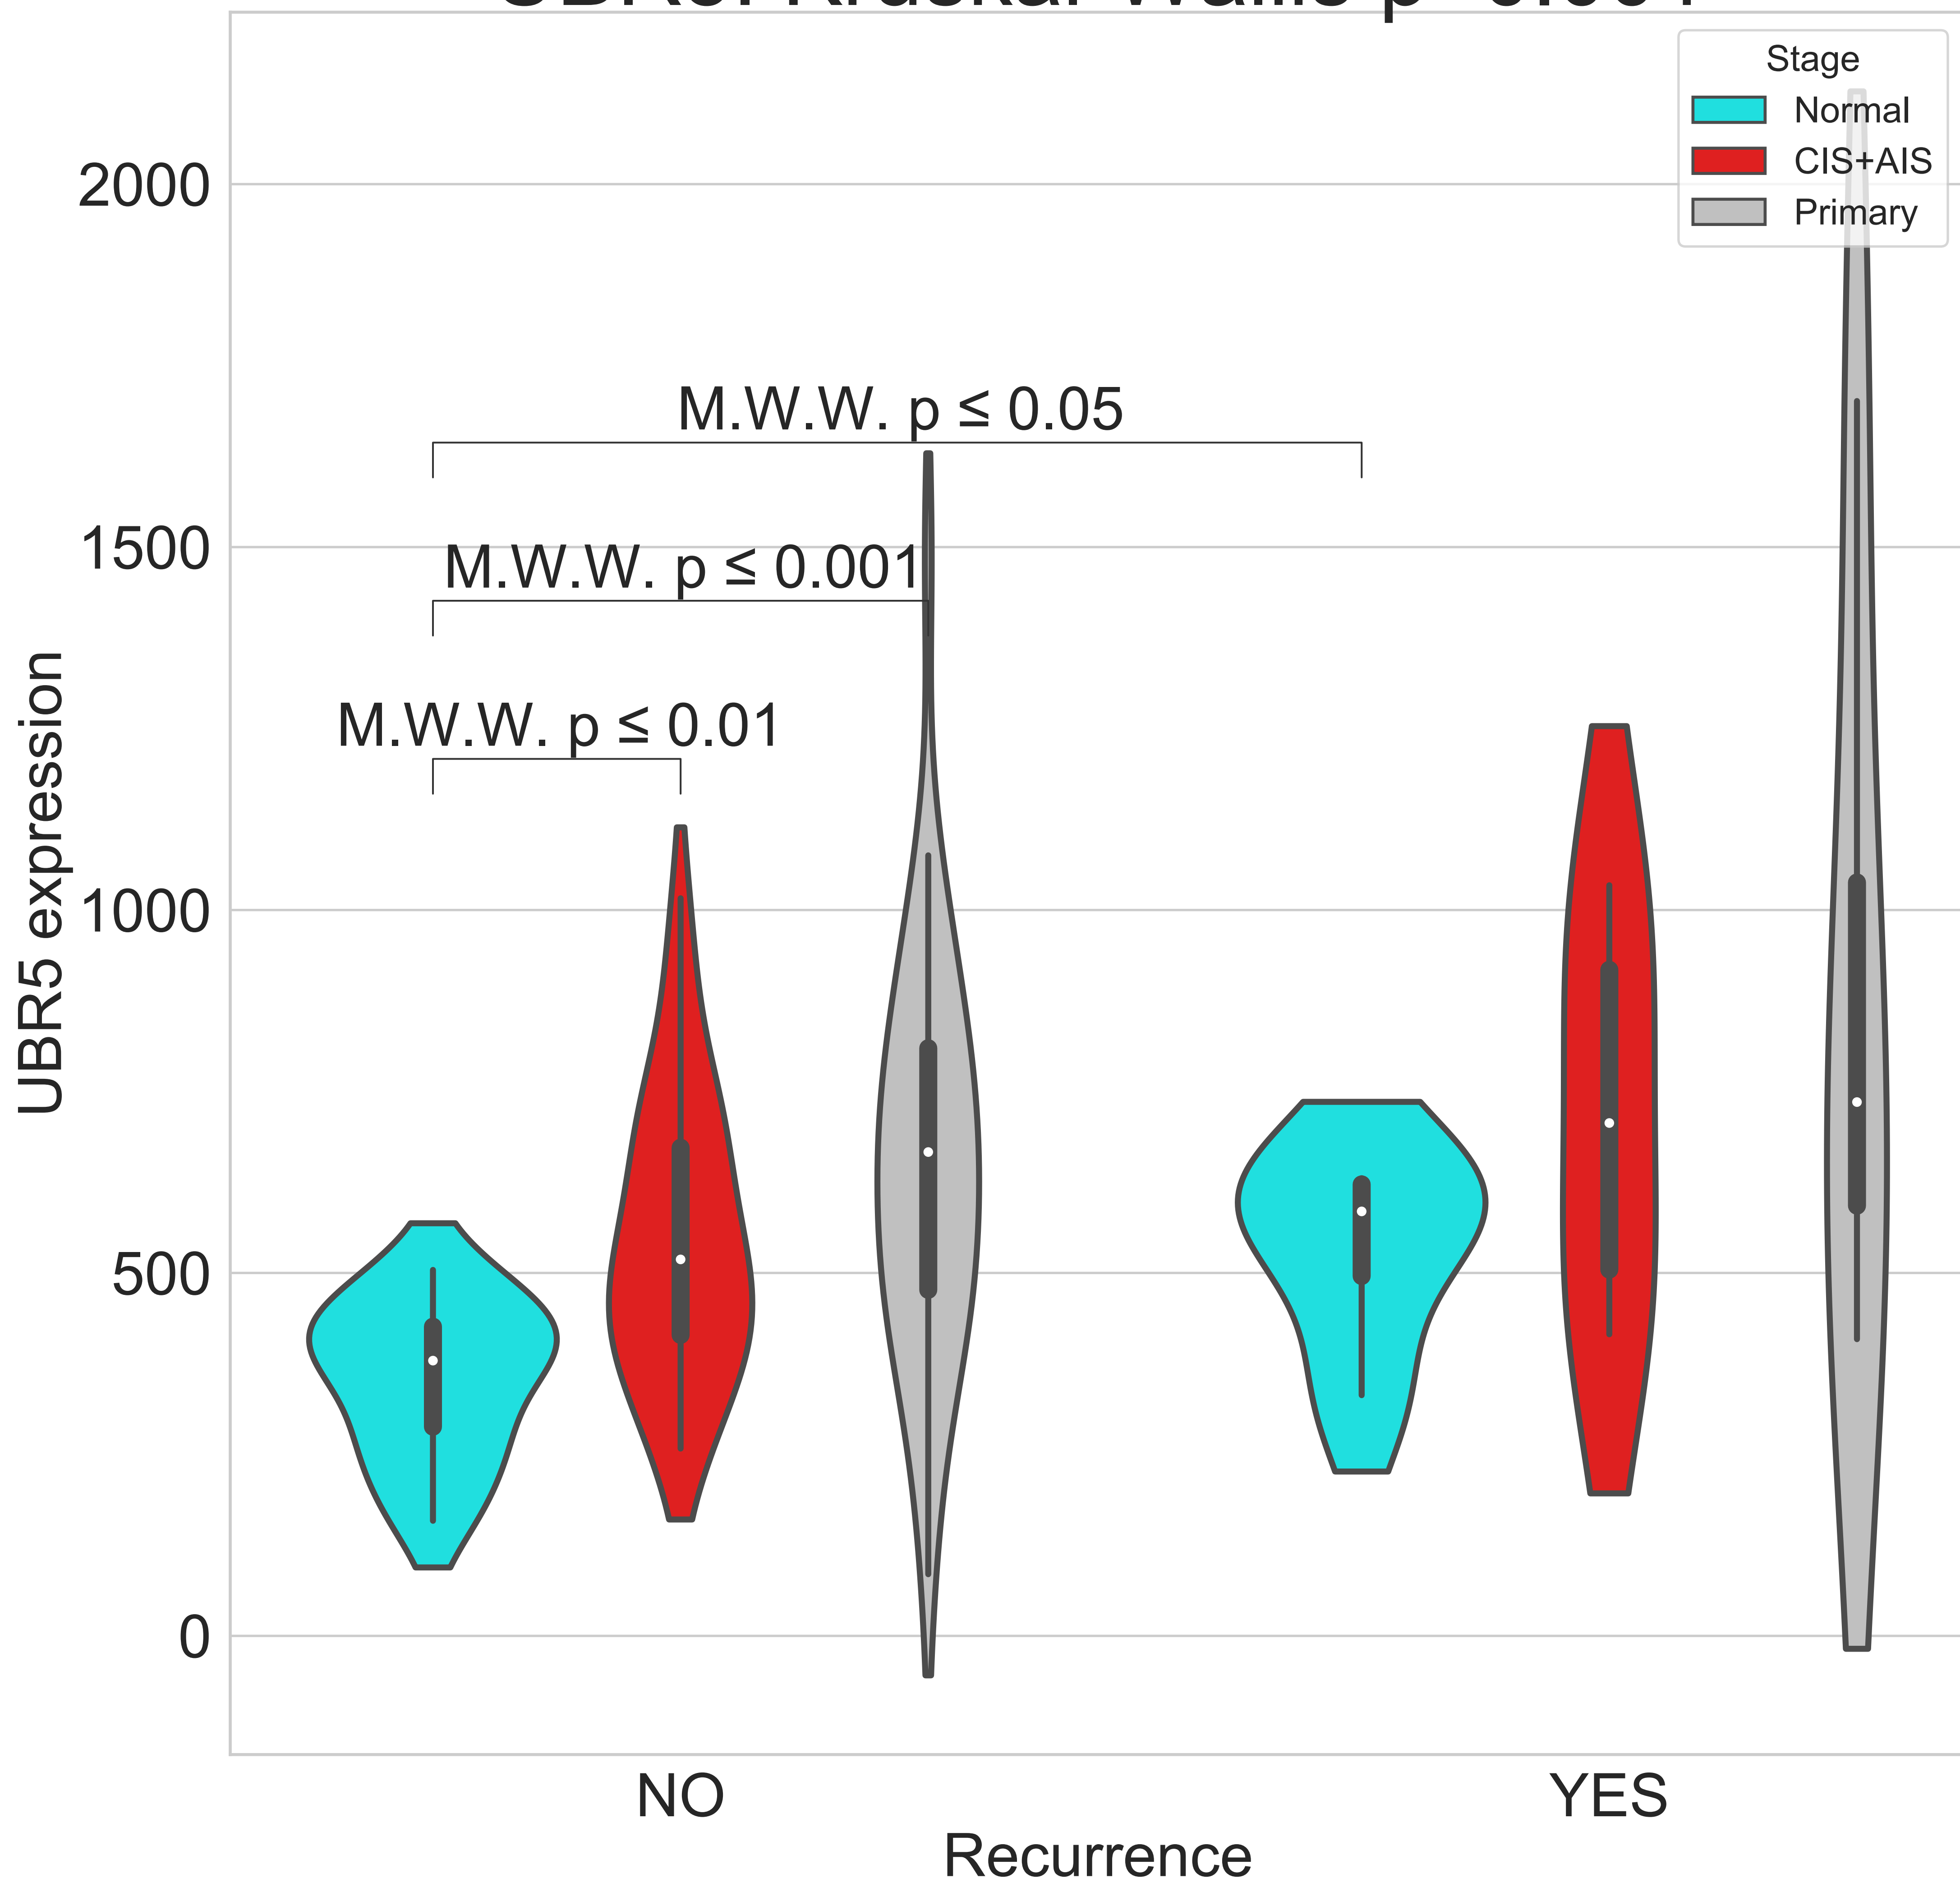 Stage
Normal
CIS+AIS
Primary
2000
1500
1000
500
0
UBR5 expression
M.W.W. p ≤ 0.05
M.W.W. p ≤ 0.001
M.W.W. p ≤ 0.01
NO
YES
Recurrence